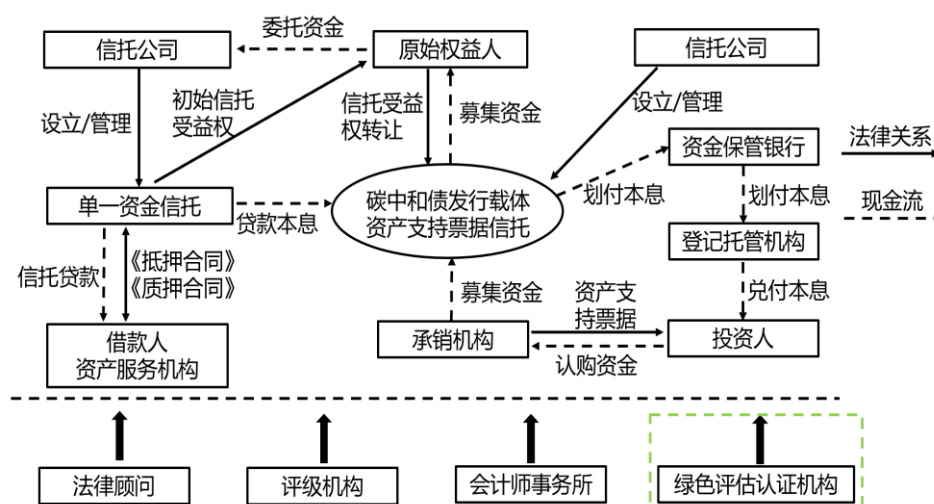 委托资金
信托公司
原始权益人
信托公司
设立/管理
初始信托
受益权
信托受益
权转让
募集资金
设立/管理
资金保管银行
法律关系
单一资金信托
贷款本息
碳中和债发行载体
资产支持票据信托
划付本息
划付本息
现金流
登记托管机构
信托贷款
《抵押合同》
《质押合同》
募集资金
资产支
持票据
兑付本息
借款人
资产服务机构
承销机构
投资人
认购资金
法律顾问
评级机构
会计师事务所
绿色评估认证机构